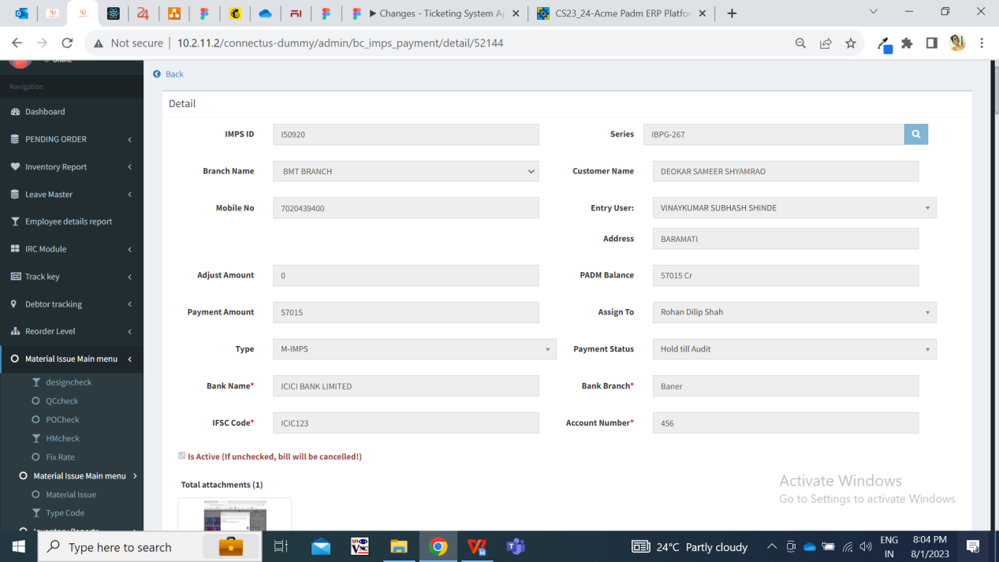 ▶ Changes - Ticketing System Ap
CS23_24-Acme Padm ERP Platfor
Not secure
10.2.11.2/connectus-dummy/admin/bc_imps_payment/detail/52144
Online
Navigation
Dashboard
PENDING ORDER
Inventory Report
Leave Master
Employee details report
IRC Module
Track key
Debtor tracking
Reorder Level
Material Issue Main menu
designcheck
QCcheck
POCheck
HMcheck
Fix Rate
Material Issue Main menu
Material Issue
Type Code
Inventory Reports
Back
Detail
IMPS ID I50920 Series IBPG-267
Branch Name BMT BRANCH Customer Name DEOKAR SAMEER SHYAMRAO
Mobile No 7020439400 Entry User: VINAYKUMAR SUBHASH SHINDE
Address BARAMATI
Adjust Amount 0 PADM Balance 57015 Cr
Payment Amount 57015 Assign To Rohan Dilip Shah
Type M-IMPS Payment Status Hold till Audit
Bank Name* ICICI BANK LIMITED Bank Branch* Baner
IFSC Code* ICIC123 Account Number* 456
Is Active (If unchecked, bill will be cancelled!)
Total attachments (1)
Activate Windows
Go to Settings to activate Windows.
Type here to search
24°C Partly cloudy
ENG
IN
8:04 PM
8/1/2023